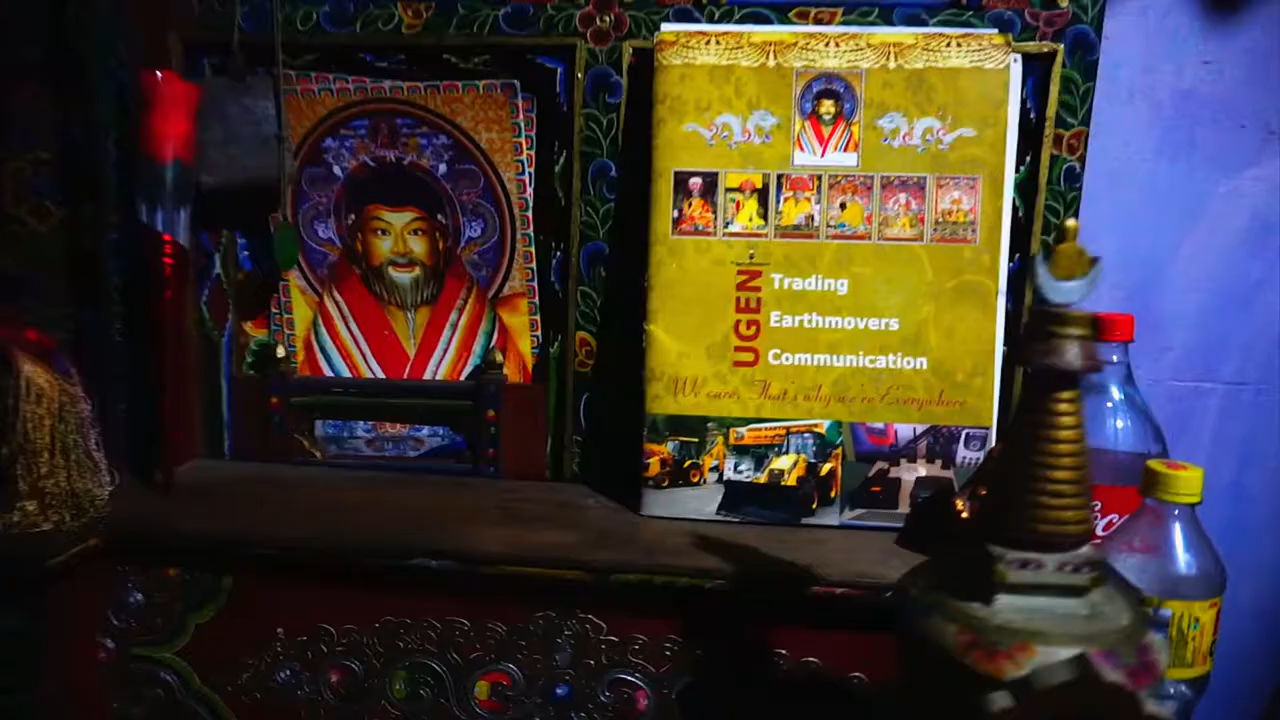 UGEN
Trading
Earthmovers
Communication
We care, That's why we're Everywhere